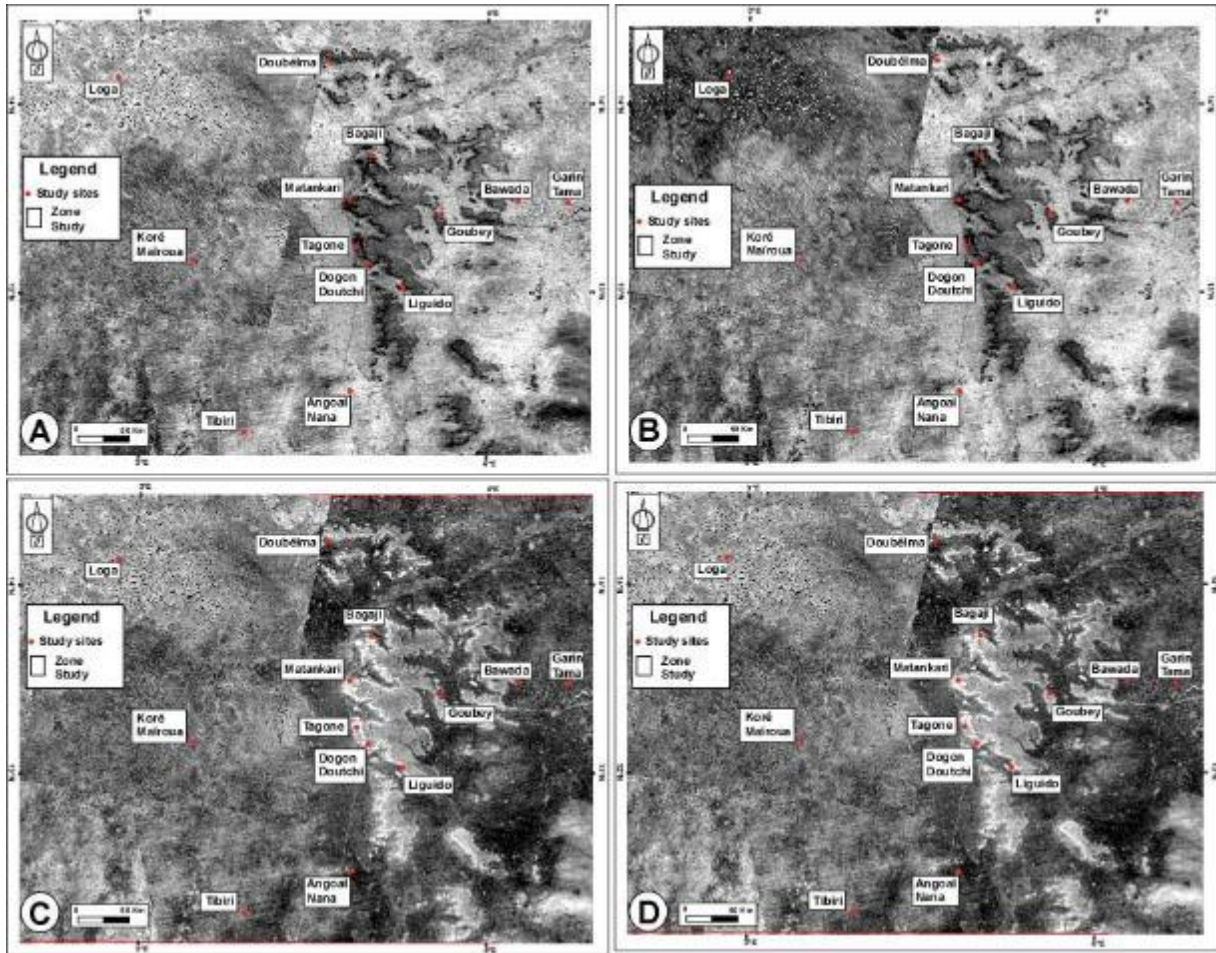 Doubélma
Loga
Bagaji
Legend
Study sites
Zone
Study
Matankari
Bawada
Garin
Tama
Koré
Maïroua
Goubey
Tagone
Dogon
Doutchi
Liguido
Angoal
Nana
Tibiri
A
Doubélma
Loga
Bagaji
Legend
Study sites
Zone
Study
Matankari
Bawada
Garin
Tama
Koré
Maïroua
Goubey
Tagone
Dogon
Doutchi
Liguido
Angoal
Nana
Tibiri
B
Doubélma
Loga
Bagaji
Legend
Study sites
Zone
Study
Matankari
Bawada
Garin
Tama
Koré
Maïroua
Goubey
Tagone
Dogon
Doutchi
Liguido
Angoal
Nana
Tibiri
C
Doubélma
Loga
Bagaji
Legend
Study sites
Zone
Study
Matankari
Bawada
Garin
Tama
Koré
Maïroua
Goubey
Tagone
Dogon
Doutchi
Liguido
Angoal
Nana
Tibiri
D